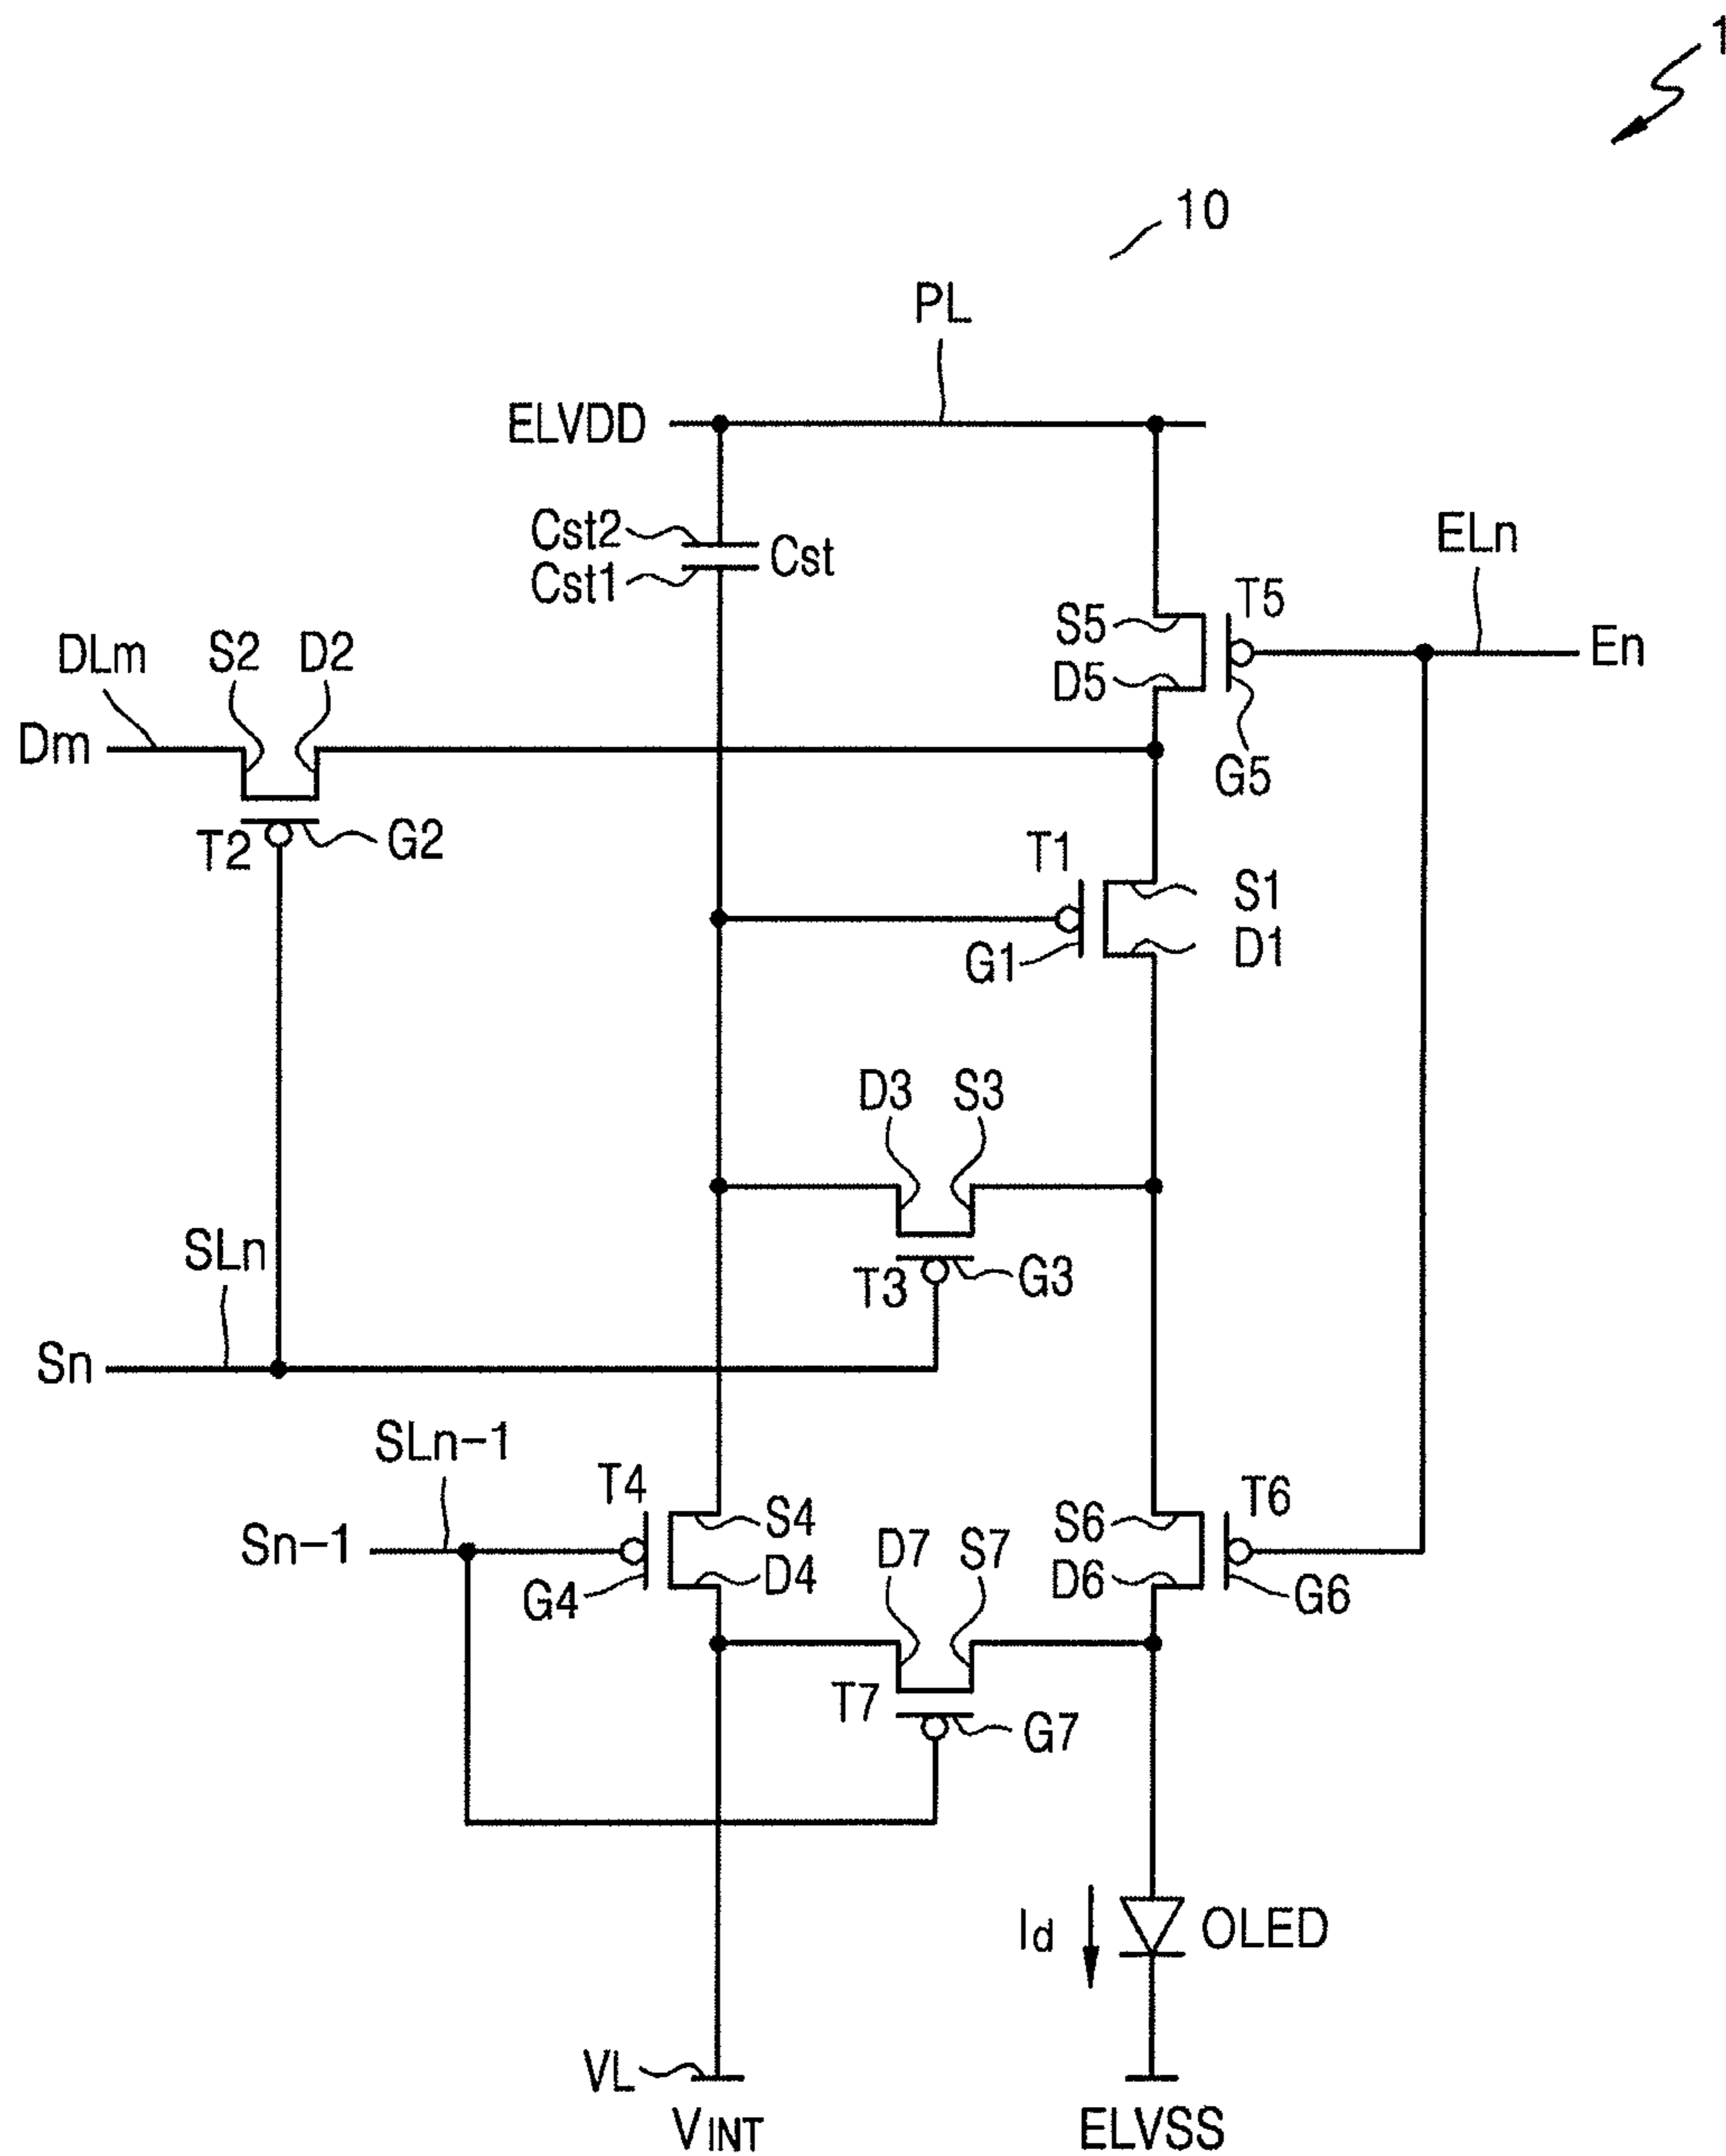 1
10
PL
ELVDD
Cst2
Cst
Cst1
ELn
T5
S5
En
D5
G5
DLm
S2
D2
Dm
T2
G2
T1
S1
D1
G1
D3
S3
SLn
T3
G3
Sn
SLn-1
T4
S4
D7
S7
S6
T6
Sn-1
G4
D4
D6
G6
T7
G7
Id
OLED
VL
VINT
ELVSS